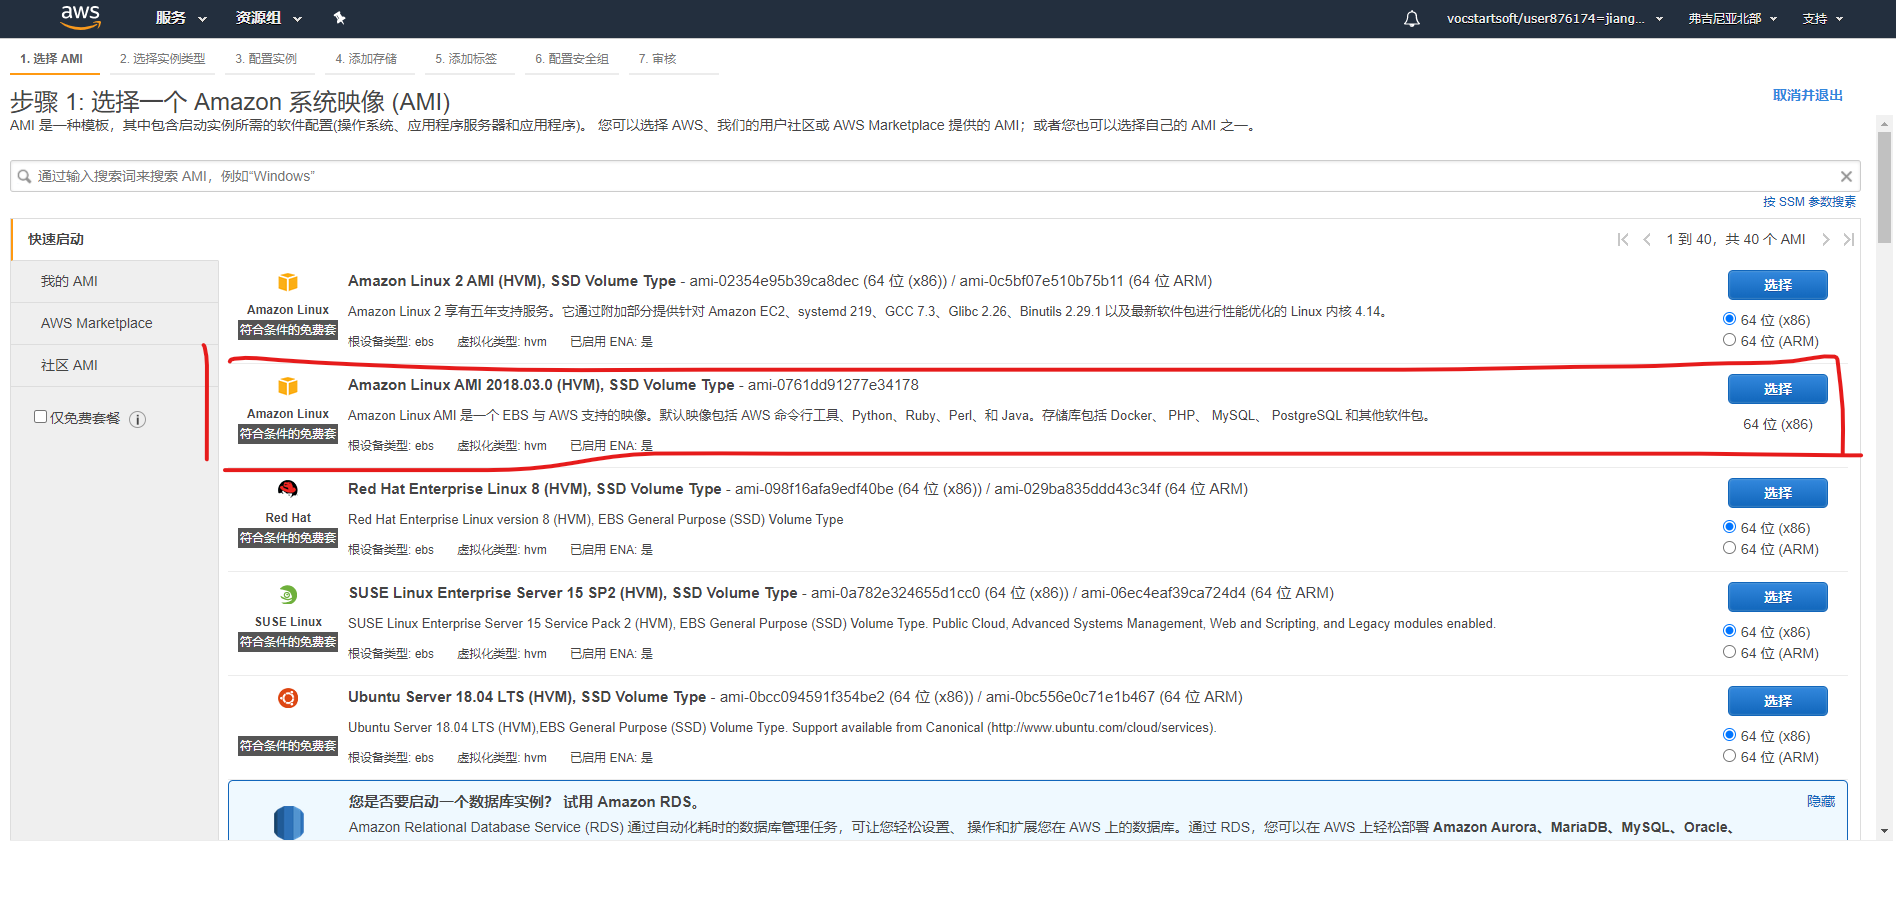 aws 服务 资源组 vocstartsoft/user876174=jiang... 弗吉尼亚北部 支持
1. 选择 AMI 2. 选择实例类型 3. 配置实例 4. 添加存储 5. 添加标签 6. 配置安全组 7. 审核
步骤 1: 选择一个 Amazon 系统映像 (AMI)
取消并退出
AMI 是一种模板，其中包含启动实例所需的软件配置(操作系统、应用程序服务器和应用程序)。 您可以选择 AWS、我们的用户社区或 AWS Marketplace 提供的 AMI；或者您也可以选择自己的 AMI 之一。
通过输入搜索词来搜索 AMI，例如“Windows”
按 SSM 参数搜素
快速启动
1 到 40，共 40 个 AMI
我的 AMI
AWS Marketplace
社区 AMI
仅免费套餐
Amazon Linux
符合条件的免费套
Amazon Linux 2 AMI (HVM), SSD Volume Type - ami-02354e95b39ca8dec (64 位 (x86)) / ami-0c5bf07e510b75b11 (64 位 ARM)
Amazon Linux 2 享有五年支持服务。它通过附加部分提供针对 Amazon EC2、systemd 219、GCC 7.3、Glibc 2.26、Binutils 2.29.1 以及最新软件包进行性能优化的 Linux 内核 4.14。
根设备类型: ebs 虚拟化类型: hvm 已启用 ENA: 是
选择
64 位 (x86)
64 位 (ARM)
Amazon Linux
符合条件的免费套
Amazon Linux AMI 2018.03.0 (HVM), SSD Volume Type - ami-0761dd91277e34178
Amazon Linux AMI 是一个 EBS 与 AWS 支持的映像。默认映像包括 AWS 命令行工具、Python、Ruby、Perl、和 Java。存储库包括 Docker、 PHP、 MySQL、 PostgreSQL 和其他软件包。
根设备类型: ebs 虚拟化类型: hvm 已启用 ENA: 是
选择
64 位 (x86)
Red Hat
符合条件的免费套
Red Hat Enterprise Linux 8 (HVM), SSD Volume Type - ami-098f16afa9edf40be (64 位 (x86)) / ami-029ba835ddd43c34f (64 位 ARM)
Red Hat Enterprise Linux version 8 (HVM), EBS General Purpose (SSD) Volume Type
根设备类型: ebs 虚拟化类型: hvm 已启用 ENA: 是
选择
64 位 (x86)
64 位 (ARM)
SUSE Linux
符合条件的免费套
SUSE Linux Enterprise Server 15 SP2 (HVM), SSD Volume Type - ami-0a782e324655d1cc0 (64 位 (x86)) / ami-06ec4eaf39ca724d4 (64 位 ARM)
SUSE Linux Enterprise Server 15 Service Pack 2 (HVM), EBS General Purpose (SSD) Volume Type. Public Cloud, Advanced Systems Management, Web and Scripting, and Legacy modules enabled.
根设备类型: ebs 虚拟化类型: hvm 已启用 ENA: 是
选择
64 位 (x86)
64 位 (ARM)
符合条件的免费套
Ubuntu Server 18.04 LTS (HVM), SSD Volume Type - ami-0bcc094591f354be2 (64 位 (x86)) / ami-0bc556e0c71e1b467 (64 位 ARM)
Ubuntu Server 18.04 LTS (HVM),EBS General Purpose (SSD) Volume Type. Support available from Canonical (http://www.ubuntu.com/cloud/services).
根设备类型: ebs 虚拟化类型: hvm 已启用 ENA: 是
选择
64 位 (x86)
64 位 (ARM)
您是否要启动一个数据库实例？ 试用 Amazon RDS。
隐藏
Amazon Relational Database Service (RDS) 通过自动化耗时的数据库管理任务，可让您轻松设置、 操作和扩展您在 AWS 上的数据库。通过 RDS，您可以在 AWS 上轻松部署 Amazon Aurora、MariaDB、MySQL、Oracle、